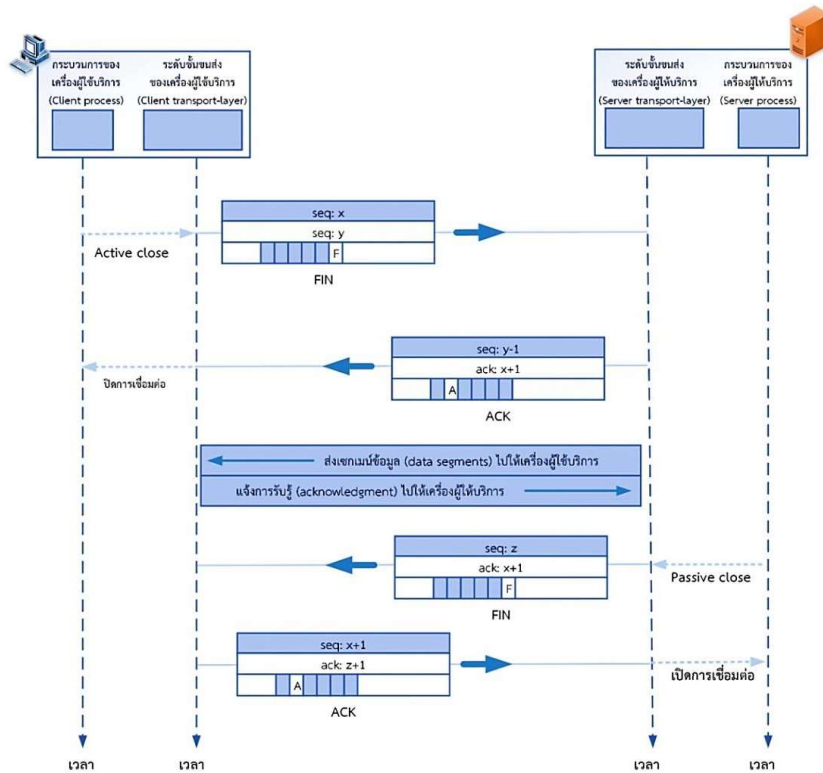 กระบวนการของ
เครื่องผู้ใช้บริการ
(Client process)
ระดับชั้นขนส่ง
ของเครื่องผู้ใช้บริการ
(Client transport-layer)
ระดับชั้นขนส่ง
ของเครื่องผู้ให้บริการ
(Server transport-layer)
กระบวนการของ
เครื่องผู้ให้บริการ
(Server process)
seq: x
seq: y
F
Active close
FIN
seq: y-1
ack: x+1
A
ปิดการเชื่อมต่อ
ACK
ส่งเซกเมน์ข้อมูล (data segments) ไปให้เครื่องผู้ใช้บริการ
แจ้งการรับรู้ (acknowledgment) ไปให้เครื่องผู้ให้บริการ
seq: z
ack: x+1
F
Passive close
FIN
seq: x+1
ack: z+1
A
เปิดการเชื่อมต่อ
ACK
เวลา
เวลา
เวลา
เวลา